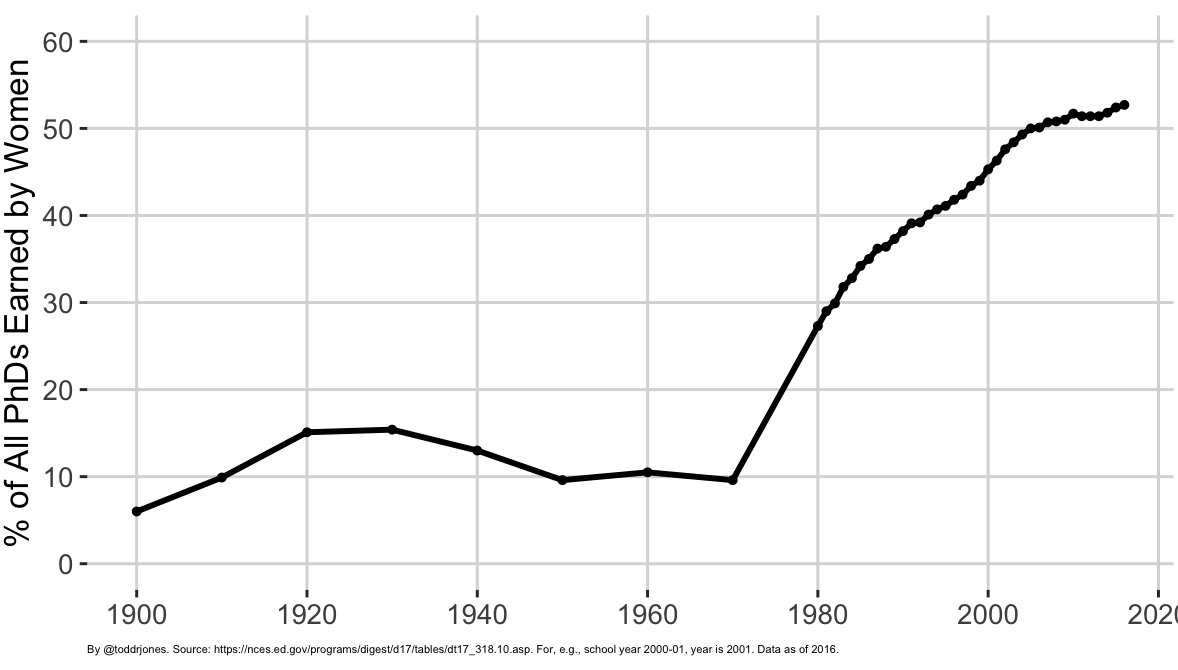 % of All PhDs Earned by Women
60
50
40
30
20
10
0
1900 1920 1940 1960 1980 2000 2020
By @toddrjones. Source: https://nces.ed.gov/programs/digest/d17/tables/dt17_318.10.asp. For, e.g., school year 2000-01, year is 2001. Data as of 2016.